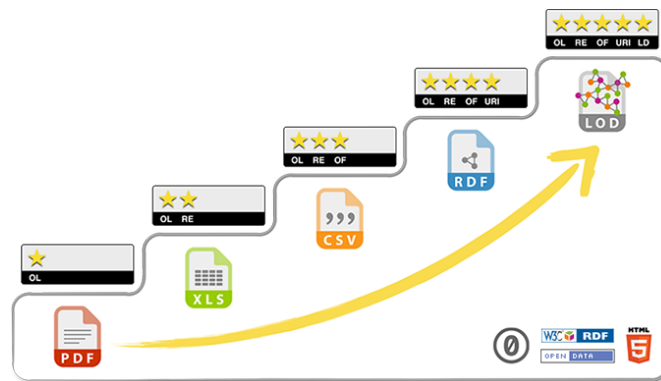 OL RE OF URI LD
LOD
OL RE OF URI
RDF
OL RE OF
CSV
OL RE
XLS
OL
PDF
0
W3C RDF
OPEN DATA
HTML
5